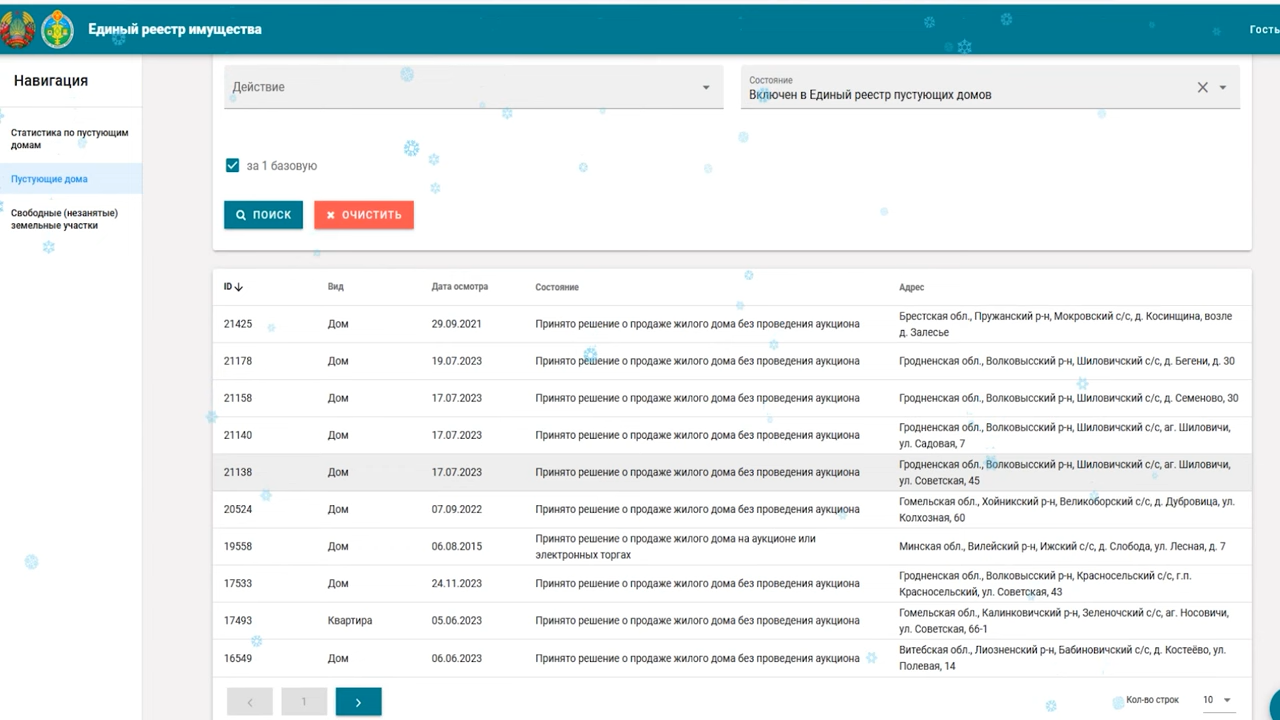 Единый реестр имущества
Гость
Навигация
Статистика по пустующим
домам
Пустующие дома
Свободные (незанятые)
земельные участки
Действие
Состояние
Включен в Единый реестр пустующих домов
за 1 базовую
ПОИСК
ОЧИСТИТЬ
ID Вид Дата осмотра Состояние Адрес
21425 Дом 29.09.2021 Принято решение о продаже жилого дома без проведения аукциона Брестская обл., Пружанский р-н, Мокровский с/с, д. Косинщина, возле
д. Залесье
21178 Дом 19.07.2023 Принято решение о продаже жилого дома без проведения аукциона Гродненская обл., Волковысский р-н, Шиловичский с/с, д. Бегени, д. 30
21158 Дом 17.07.2023 Принято решение о продаже жилого дома без проведения аукциона Гродненская обл., Волковысский р-н, Шиловичский с/с, д. Семеново, 30
21140 Дом 17.07.2023 Принято решение о продаже жилого дома без проведения аукциона Гродненская обл., Волковысский р-н, Шиловичский с/с, аг. Шиловичи,
ул. Садовая, 7
21138 Дом 17.07.2023 Принято решение о продаже жилого дома без проведения аукциона Гродненская обл., Волковысский р-н, Шиловичский с/с, аг. Шиловичи,
ул. Советская, 45
20524 Дом 07.09.2022 Принято решение о продаже жилого дома без проведения аукциона Гомельская обл., Хойникский р-н, Великоборский с/с, д. Дубровица, ул.
Колхозная, 60
19558 Дом 06.08.2015 Принято решение о продаже жилого дома на аукционе или
электронных торгах Минская обл., Вилейский р-н, Ижский с/с, д. Слобода, ул. Лесная, д. 7
17533 Дом 24.11.2023 Принято решение о продаже жилого дома без проведения аукциона Гродненская обл., Волковысский р-н, Красносельский с/с, г.п.
Красносельский, ул. Советская, 43
17493 Квартира 05.06.2023 Принято решение о продаже жилого дома без проведения аукциона Гомельская обл., Калинковичский р-н, Зеленочский с/с, аг. Носовичи,
ул. Советская, 66-1
16549 Дом 06.06.2023 Принято решение о продаже жилого дома без проведения аукциона Витебская обл., Лиозненский р-н, Бабиновичский с/с, д. Костеёво, ул.
Полевая, 14
1
Кол-во строк 10